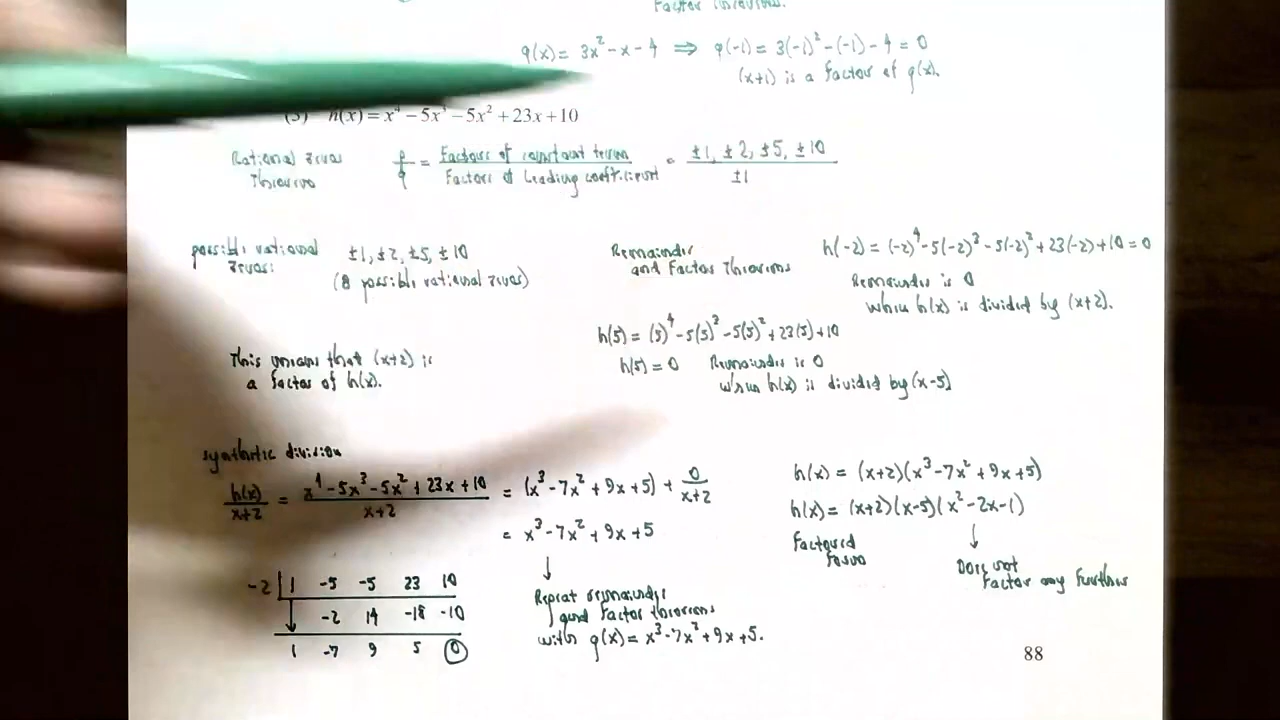 Factor Theorems.
q(x) = 3x² - x - 4 ⇒ q(-1) = 3(-1)² - (-1) - 4 = 0
(x+1) is a factor of q(x).
(3) h(x) = x⁴ - 5x³ - 5x² + 23x + 10
Rational Zeros Theorem
p/q = Factors of constant term / Factors of Leading coefficient = ±1, ±2, ±5, ±10 / ±1
possible rational zeros: ±1, ±2, ±5, ±10
(8 possible rational zeros)
Remainder and Factor Theorems
h(-2) = (-2)⁴ - 5(-2)³ - 5(-2)² + 23(-2) + 10 = 0
Remainder is 0
when h(x) is divided by (x+2).
h(5) = (5)⁴ - 5(5)³ - 5(5)² + 23(5) + 10
h(5) = 0 Remainder is 0
when h(x) is divided by (x-5)
This means that (x+2) is
a factor of h(x).
synthetic division
h(x)/x+2 = x⁴ - 5x³ - 5x² + 23x + 10 / x+2 = (x³ - 7x² + 9x + 5) + 0/x+2
= x³ - 7x² + 9x + 5
↓
Repeat remainder
and Factor theorems
with q(x) = x³ - 7x² + 9x + 5.
-2 | 1 -5 -5 23 10
↓ -2 14 -18 -10
1 -7 9 5 0
h(x) = (x+2)(x³ - 7x² + 9x + 5)
h(x) = (x+2)(x-5)(x² - 2x - 1)
Factored
Form
↓
Does not
factor any further
88